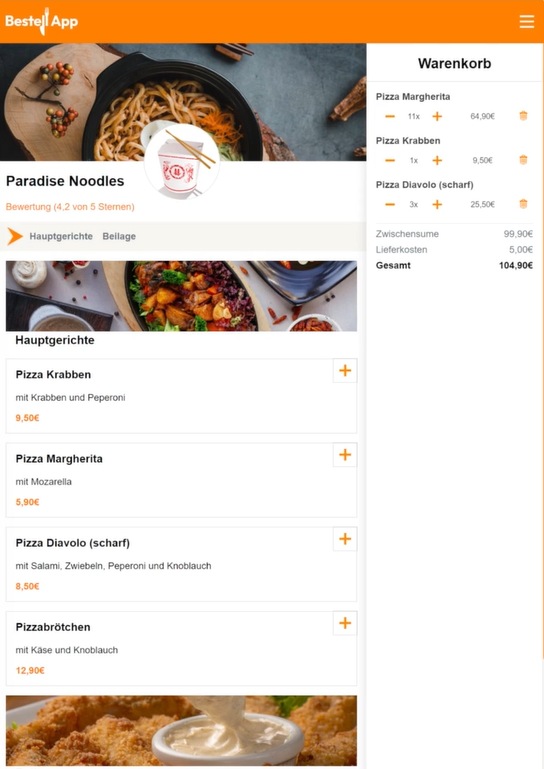 Bestell App
Paradise Noodles
Bewertung (4,2 von 5 Sternen)
Hauptgerichte Beilage
Hauptgerichte
Pizza Krabben
mit Krabben und Peperoni
9,50€
Pizza Margherita
mit Mozarella
5,90€
Pizza Diavolo (scharf)
mit Salami, Zwiebeln, Peperoni und Knoblauch
8,50€
Pizzabrötchen
mit Käse und Knoblauch
12,90€
Warenkorb
Pizza Margherita
11x 64,90€
Pizza Krabben
1x 9,50€
Pizza Diavolo (scharf)
3x 25,50€
Zwischensume 99,90€
Lieferkosten 5,00€
Gesamt 104,90€